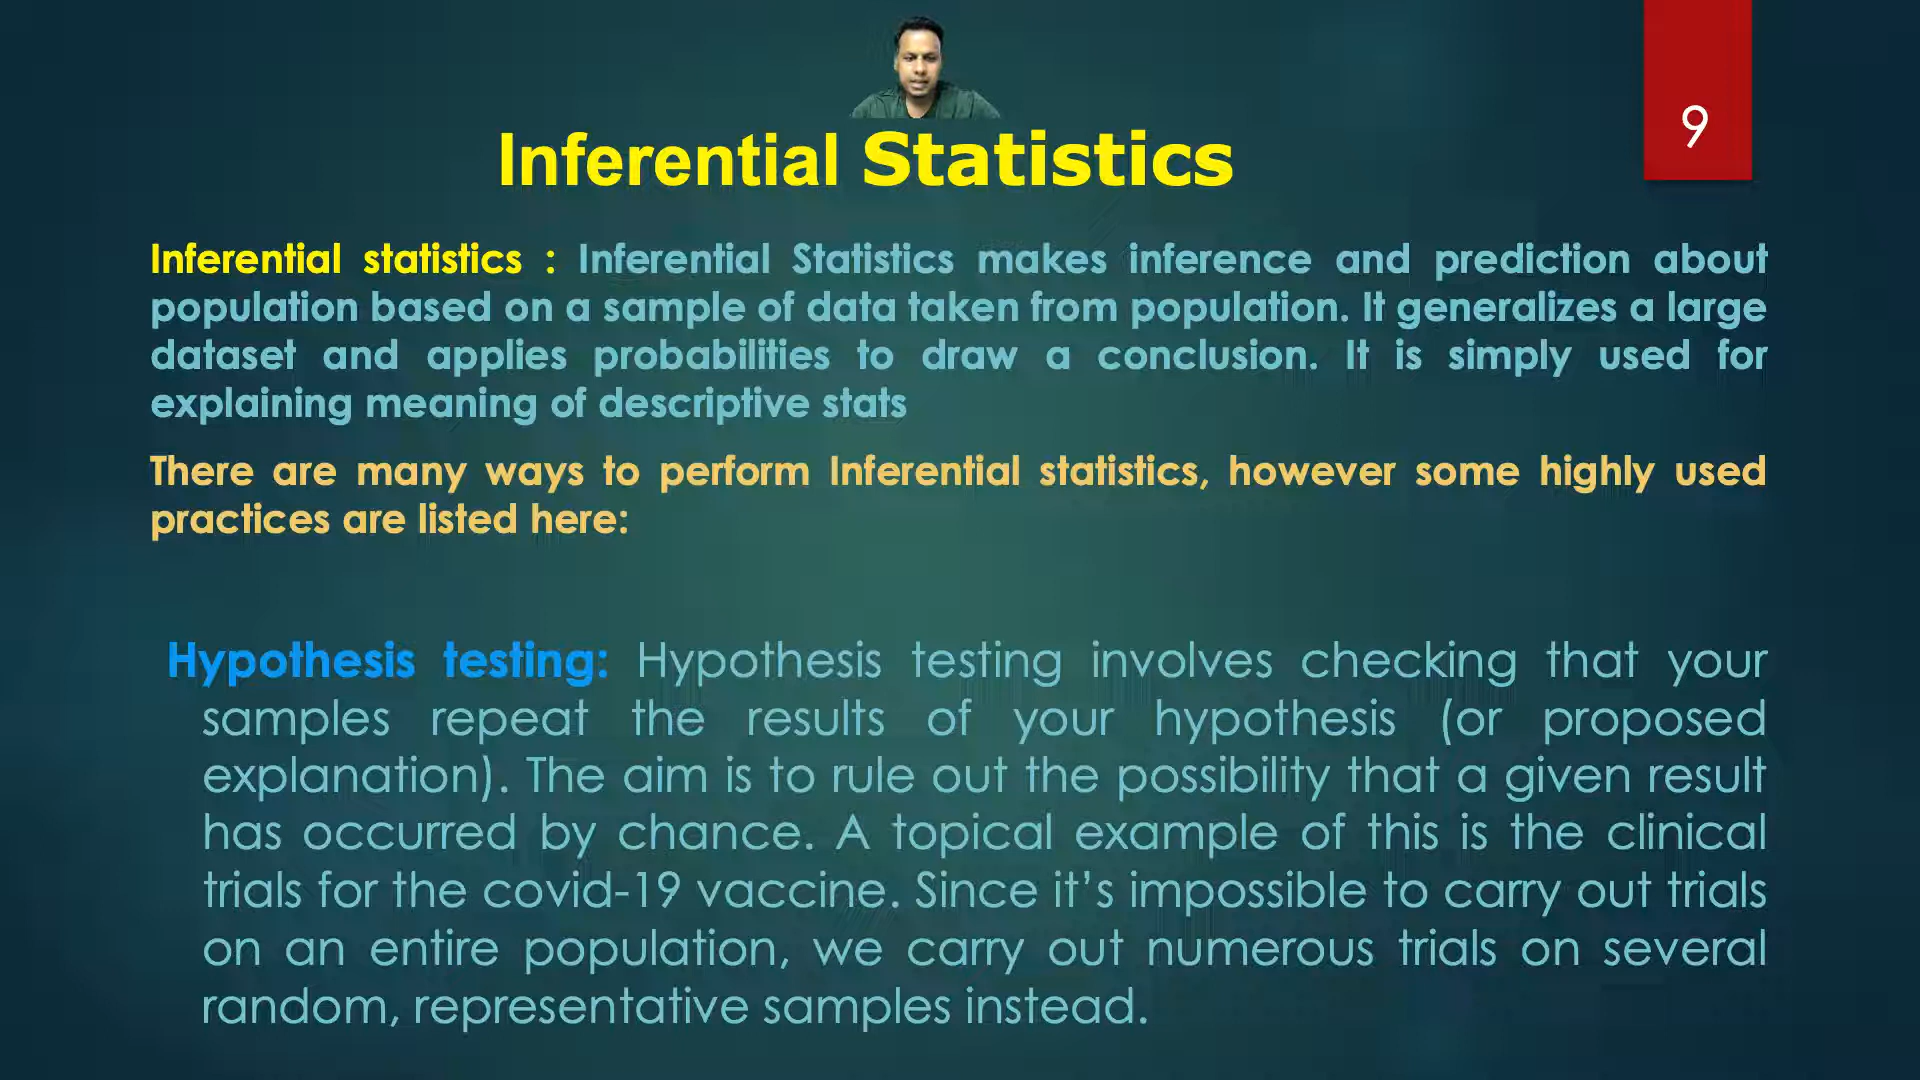 9
Inferential Statistics
Inferential statistics : Inferential Statistics makes inference and prediction about
population based on a sample of data taken from population. It generalizes a large
dataset and applies probabilities to draw a conclusion. It is simply used for
explaining meaning of descriptive stats
There are many ways to perform Inferential statistics, however some highly used
practices are listed here:
Hypothesis testing: Hypothesis testing involves checking that your
samples repeat the results of your hypothesis (or proposed
explanation). The aim is to rule out the possibility that a given result
has occurred by chance. A topical example of this is the clinical
trials for the covid-19 vaccine. Since it’s impossible to carry out trials
on an entire population, we carry out numerous trials on several
random, representative samples instead.